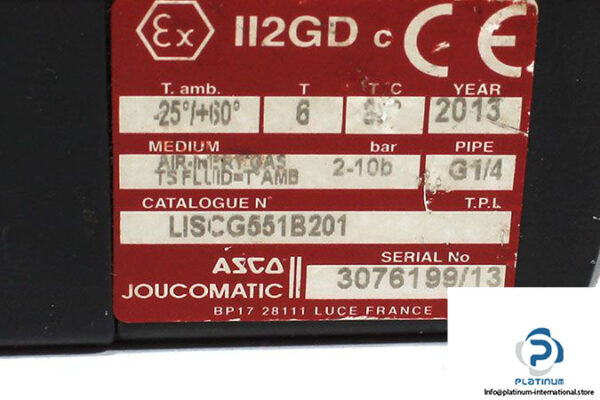 Ex II2GD c CE
T. amb. T T °C YEAR
-25°/+60° 6 2013
MEDIUM bar PIPE
AIR-INERT GAS 2-10b G1/4
TS FLUID=T AMB
CATALOGUE N° T.P.L
LISCG551B201
ASCO SERIAL No
JOUCOMATIC 3076199/13
BP17 28111 LUCE FRANCE
P
PLATINUM
Info@platinum-international.store